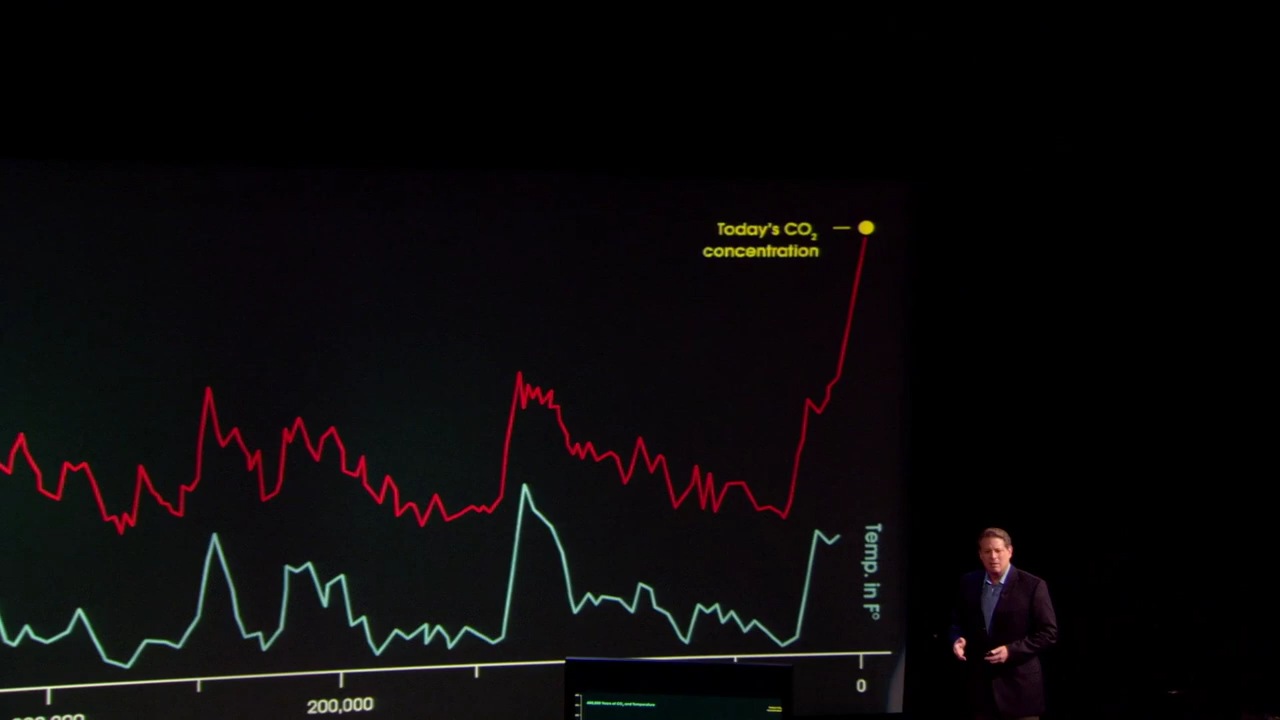 Today's CO₂
concentration
Temp. in F°
200,000
0